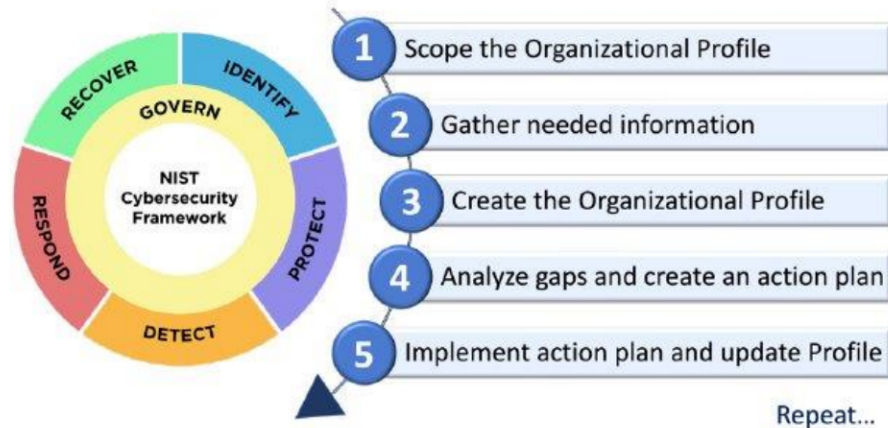 RECOVER
IDENTIFY
GOVERN
NIST
Cybersecurity
Framework
RESPOND
PROTECT
DETECT
1 Scope the Organizational Profile
2 Gather needed information
3 Create the Organizational Profile
4 Analyze gaps and create an action plan
5 Implement action plan and update Profile
Repeat...